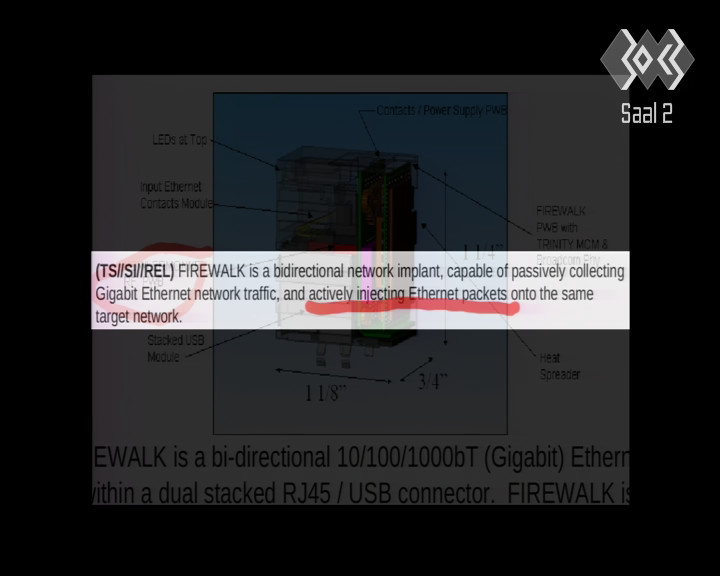 Saal 2
Contacts / Power Supply PWB
LEDs at Top
Input Ethernet
Contacts Module
FIREWALK
PWB with
TRINITY MCM &
Broadcom Phy
1 1/4"
(TS//SI//REL) FIREWALK is a bidirectional network implant, capable of passively collecting
Gigabit Ethernet network traffic, and actively injecting Ethernet packets onto the same
target network.
Stacked USB
Module
Heat
Spreader
1 1/8"
3/4"
EWALK is a bi-directional 10/100/1000bT (Gigabit) Ethern
ithin a dual stacked RJ45 / USB connector. FIREWALK is